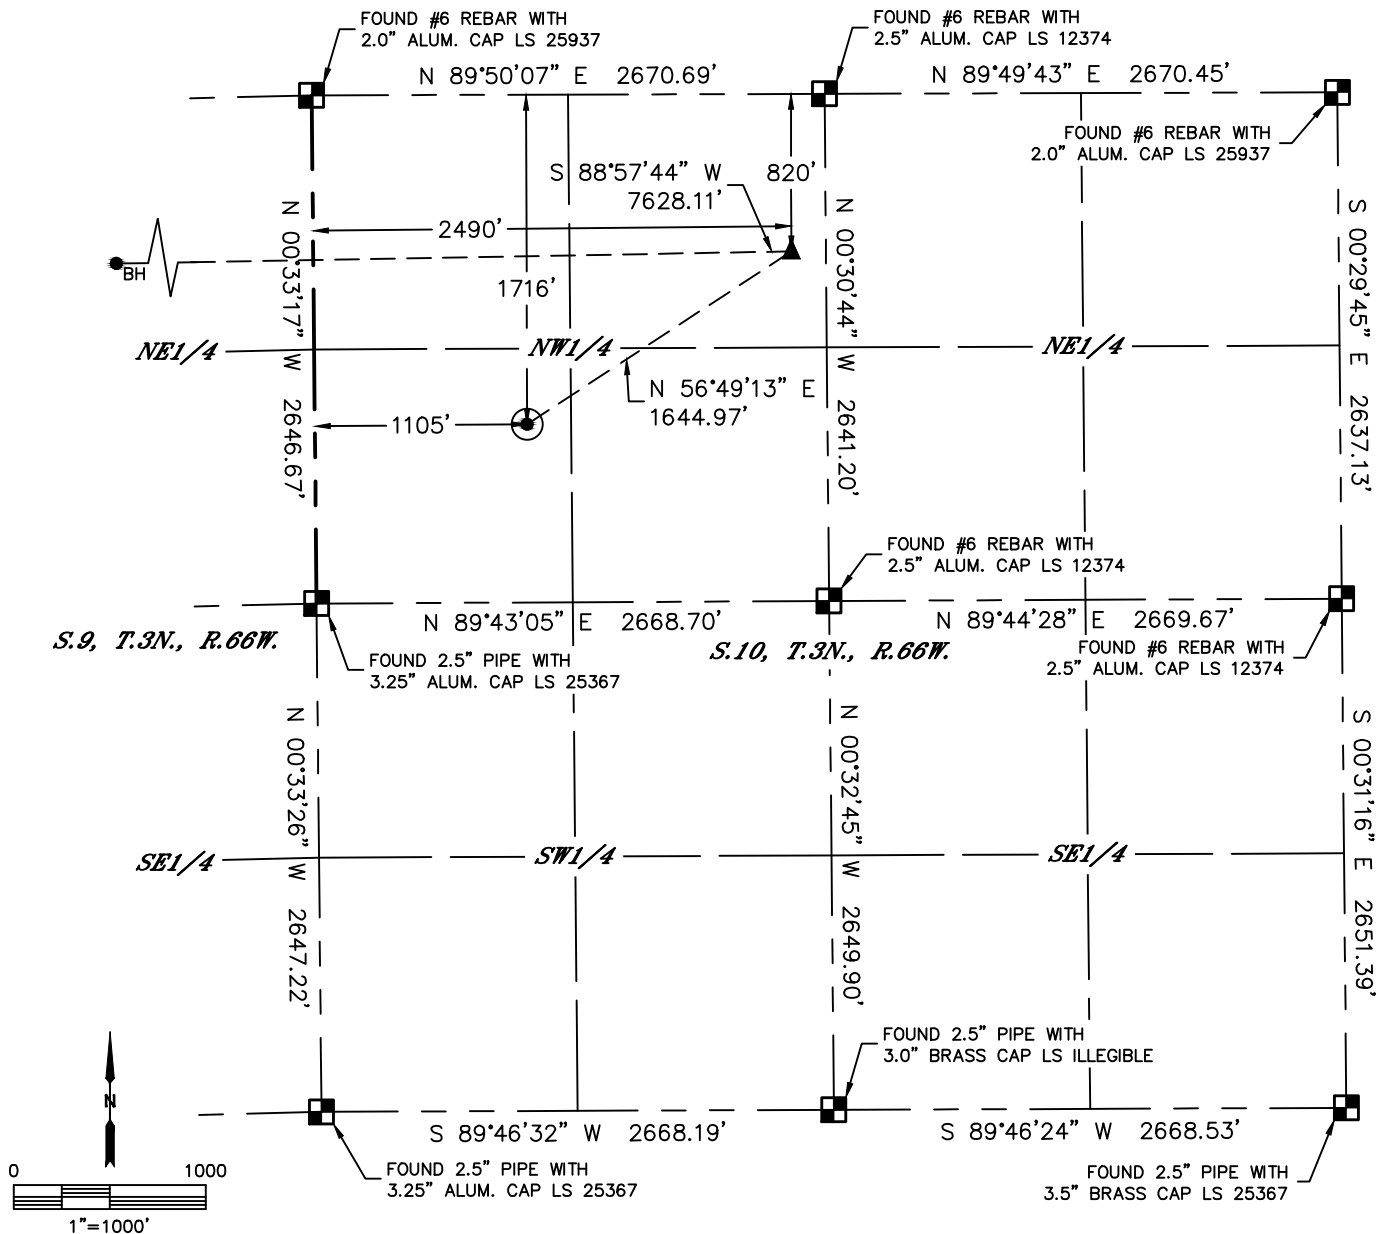 FOUND #6 REBAR WITH
2.0" ALUM. CAP LS 25937
FOUND #6 REBAR WITH
2.5" ALUM. CAP LS 12374
N 89°50'07" E 2670.69'
N 89°49'43" E 2670.45'
FOUND #6 REBAR WITH
2.0" ALUM. CAP LS 25937
S 88°57'44" W
7628.11'
820'
2490'
1716'
BH
N 00°33'17" W 2646.67'
N 00°30'44" W 2641.20'
S 00°29'45" E 2637.13'
NE1/4
NW1/4
NE1/4
N 56°49'13" E
1644.97'
1105'
FOUND #6 REBAR WITH
2.5" ALUM. CAP LS 12374
N 89°43'05" E 2668.70'
N 89°44'28" E 2669.67'
S.9, T.3N., R.66W.
S.10, T.3N., R.66W.
FOUND #6 REBAR WITH
2.5" ALUM. CAP LS 12374
FOUND 2.5" PIPE WITH
3.25" ALUM. CAP LS 25367
N 00°33'26" W 2647.22'
N 00°32'45" W 2649.90'
S 00°31'16" E 2651.39'
SE1/4
SW1/4
SE1/4
FOUND 2.5" PIPE WITH
3.0" BRASS CAP LS ILLEGIBLE
N
S 89°46'32" W 2668.19'
S 89°46'24" W 2668.53'
FOUND 2.5" PIPE WITH
3.25" ALUM. CAP LS 25367
FOUND 2.5" PIPE WITH
3.5" BRASS CAP LS 25367
0 1000
1"=1000'